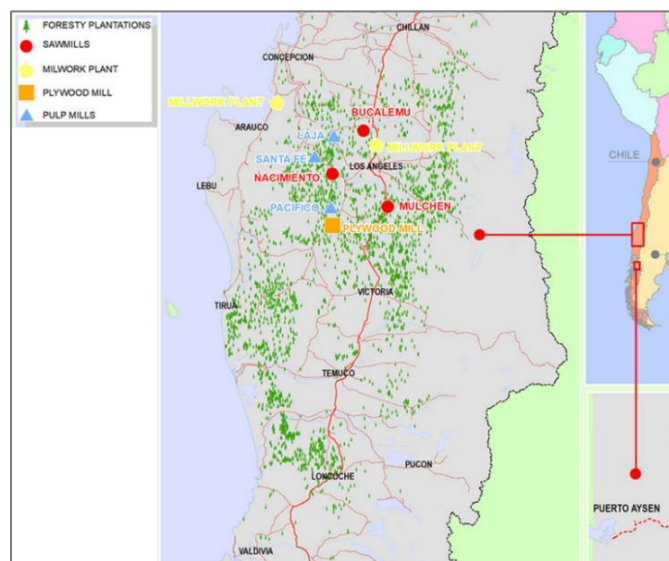 FORESTY PLANTATIONS
SAWMILLS
MILWORK PLANT
PLYWOOD MILL
PULP MILLS
CHILLAN
CONCEPCION
MILLWORK PLANT
BUCALEMU
ARAUCO
LAJA
MILLWORK PLANT
SANTA FE
LOS ANGELES
NACIMIENTO
LEBU
PACIFICO
MULCHEN
PLYWOOD MILL
VICTORIA
TIRUA
TEMUCO
PUCON
LONCOCHE
VALDIVIA
CHILE
PUERTO AYSEN